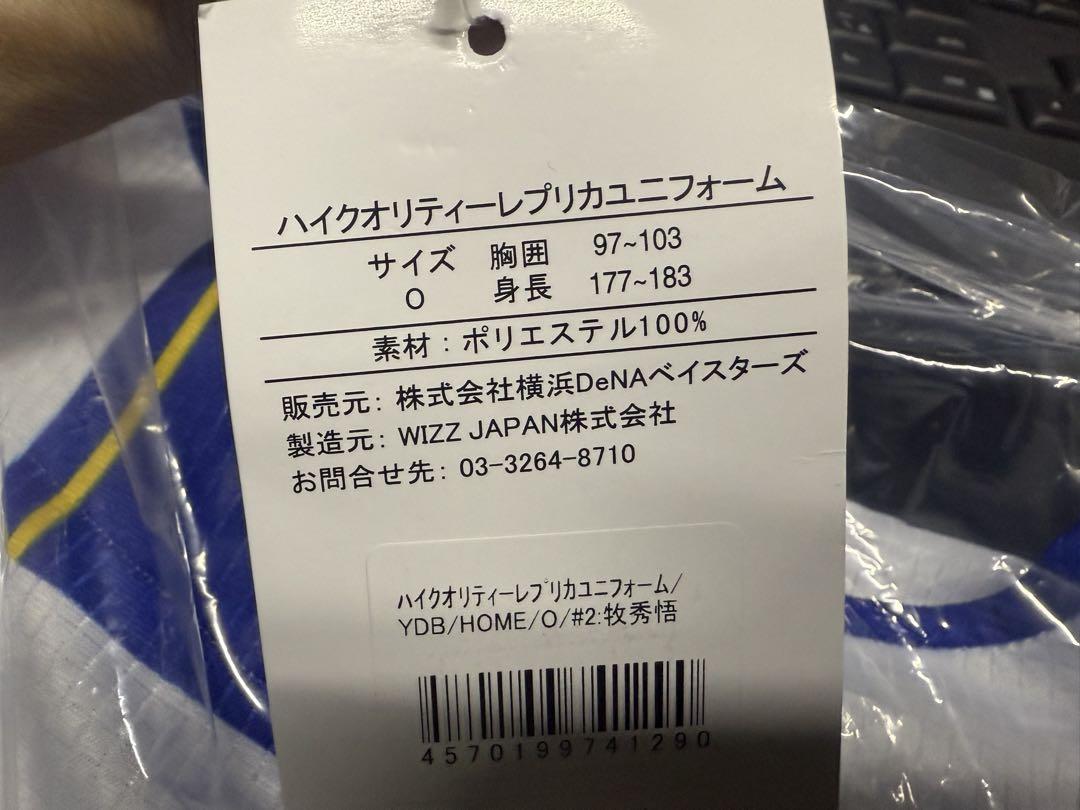 ハイクオリティーレプリカユニフォーム
サイズ 胸囲 97~103
O 身長 177~183
素材：ポリエステル100%
販売元：株式会社横浜DeNAベイスターズ
製造元：WIZZ JAPAN株式会社
お問合せ先：03-3264-8710
ﾊｲｸｵﾘﾃｨｰﾚﾌﾟﾘｶﾕﾆﾌｫｰﾑ/
YDB/HOME/O/#2:牧秀悟
4570199741290